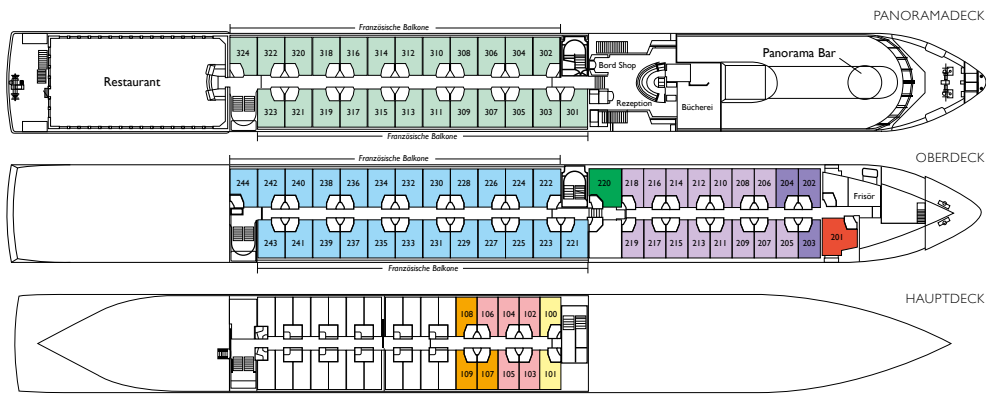 PANORAMADECK
Französische Balkone
324 322 320 318 316 314 312 310 308 306 304 302
Restaurant
Bord Shop
Panorama Bar
Rezeption
Bücherei
323 321 319 317 315 313 311 309 307 305 303 301
Französische Balkone
OBERDECK
Französische Balkone
244 242 240 238 236 234 232 230 228 226 224 222 220 218 216 214 212 210 208 206 204 202
Frisör
243 241 239 237 235 233 231 229 227 225 223 221 219 217 215 213 211 209 207 205 203 201
Französische Balkone
HAUPTDECK
108 106 104 102 100
109 107 105 103 101